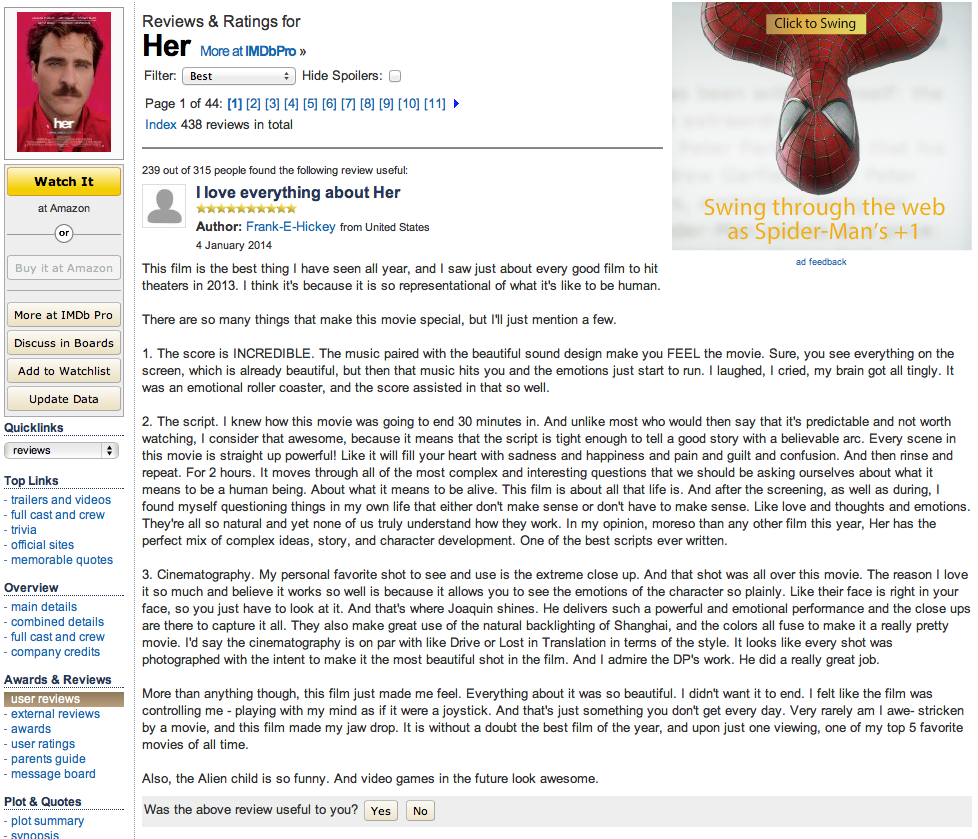 her
Watch It
at Amazon
or
Buy it at Amazon
More at IMDb Pro
Discuss in Boards
Add to Watchlist
Update Data
Quicklinks
reviews
Top Links
- trailers and videos
- full cast and crew
- trivia
- official sites
- memorable quotes
Overview
- main details
- combined details
- full cast and crew
- company credits
Awards & Reviews
user reviews
- external reviews
- awards
- user ratings
- parents guide
- message board
Plot & Quotes
- plot summary
- synopsis
Reviews & Ratings for
Her More at IMDbPro »
Filter: Best Hide Spoilers:
Page 1 of 44: [1] [2] [3] [4] [5] [6] [7] [8] [9] [10] [11]
Index 438 reviews in total
239 out of 315 people found the following review useful:
I love everything about Her
Author: Frank-E-Hickey from United States
4 January 2014
This film is the best thing I have seen all year, and I saw just about every good film to hit
theaters in 2013. I think it's because it is so representational of what it's like to be human.
There are so many things that make this movie special, but I'll just mention a few.
1. The score is INCREDIBLE. The music paired with the beautiful sound design make you FEEL the movie. Sure, you see everything on the
screen, which is already beautiful, but then that music hits you and the emotions just start to run. I laughed, I cried, my brain got all tingly. It
was an emotional roller coaster, and the score assisted in that so well.
2. The script. I knew how this movie was going to end 30 minutes in. And unlike most who would then say that it's predictable and not worth
watching, I consider that awesome, because it means that the script is tight enough to tell a good story with a believable arc. Every scene in
this movie is straight up powerful! Like it will fill your heart with sadness and happiness and pain and guilt and confusion. And then rinse and
repeat. For 2 hours. It moves through all of the most complex and interesting questions that we should be asking ourselves about what it
means to be a human being. About what it means to be alive. This film is about all that life is. And after the screening, as well as during, I
found myself questioning things in my own life that either don't make sense or don't have to make sense. Like love and thoughts and emotions.
They're all so natural and yet none of us truly understand how they work. In my opinion, moreso than any other film this year, Her has the
perfect mix of complex ideas, story, and character development. One of the best scripts ever written.
3. Cinematography. My personal favorite shot to see and use is the extreme close up. And that shot was all over this movie. The reason I love
it so much and believe it works so well is because it allows you to see the emotions of the character so plainly. Like their face is right in your
face, so you just have to look at it. And that's where Joaquin shines. He delivers such a powerful and emotional performance and the close ups
are there to capture it all. They also make great use of the natural backlighting of Shanghai, and the colors all fuse to make it a really pretty
movie. I'd say the cinematography is on par with like Drive or Lost in Translation in terms of the style. It looks like every shot was
photographed with the intent to make it the most beautiful shot in the film. And I admire the DP's work. He did a really great job.
More than anything though, this film just made me feel. Everything about it was so beautiful. I didn't want it to end. I felt like the film was
controlling me - playing with my mind as if it were a joystick. And that's just something you don't get every day. Very rarely am I awe- stricken
by a movie, and this film made my jaw drop. It is without a doubt the best film of the year, and upon just one viewing, one of my top 5 favorite
movies of all time.
Also, the Alien child is so funny. And video games in the future look awesome.
Was the above review useful to you? Yes No
Click to Swing
Swing through the web
as Spider-Man's +1
ad feedback